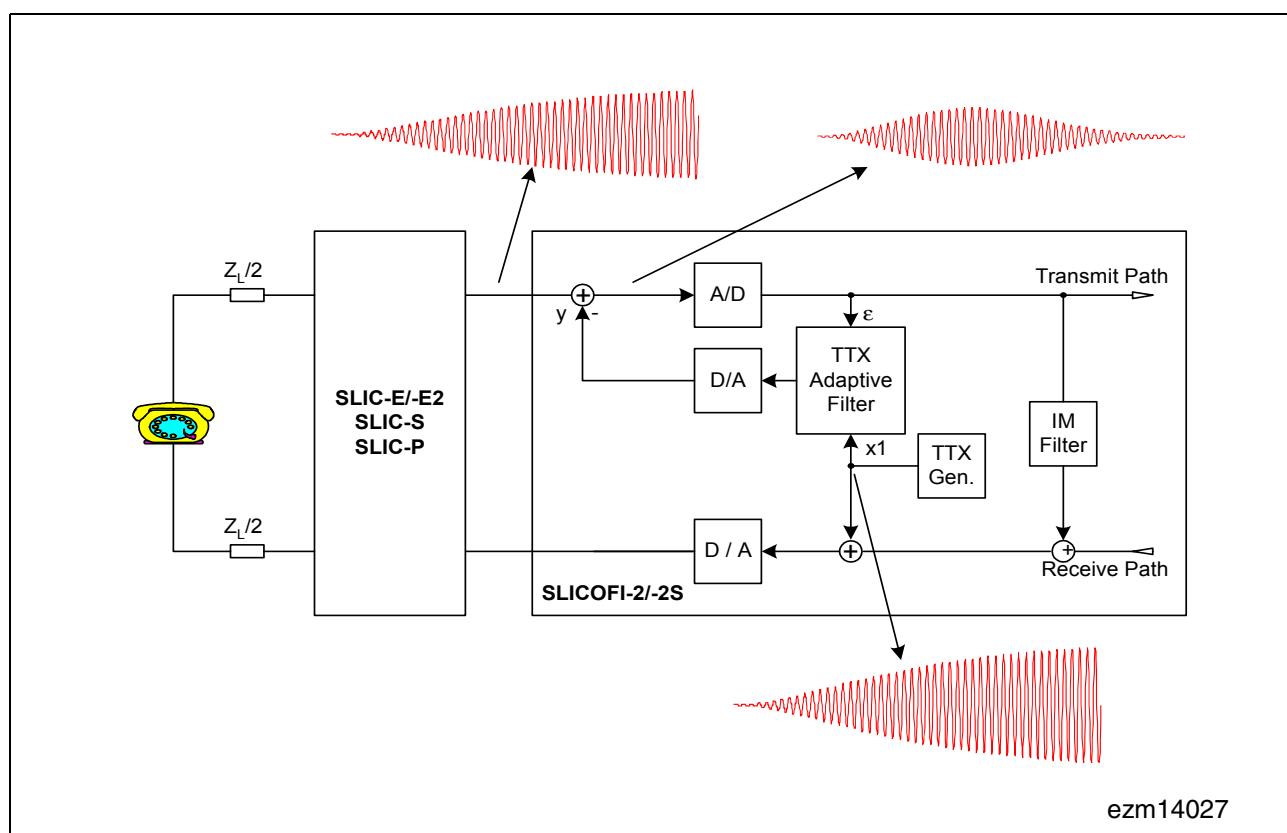 Z_L/2
SLIC-E/-E2
SLIC-S
SLIC-P
Z_L/2
y
+
-
A/D
Transmit Path
ε
D/A
TTX
Adaptive
Filter
IM
Filter
x1
TTX
Gen.
D / A
+
+
Receive Path
SLICOFI-2/-2S
ezm14027